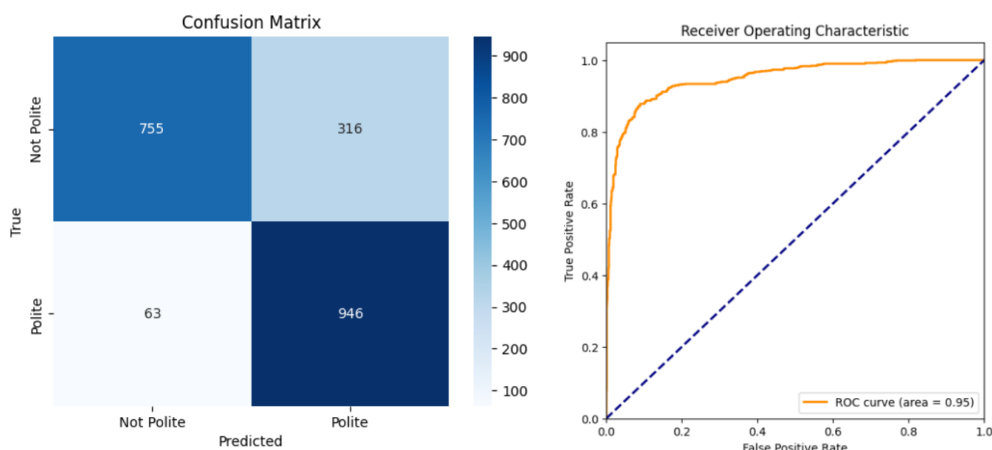 Confusion Matrix
Not Polite
Polite
True
755
316
63
946
Not Polite
Polite
Predicted
900
800
700
600
500
400
300
200
100
Receiver Operating Characteristic
True Positive Rate
1.0
0.8
0.6
0.4
0.2
0.0
ROC curve (area = 0.95)
0.0
0.2
0.4
0.6
0.8
1.0
False Positive Rate